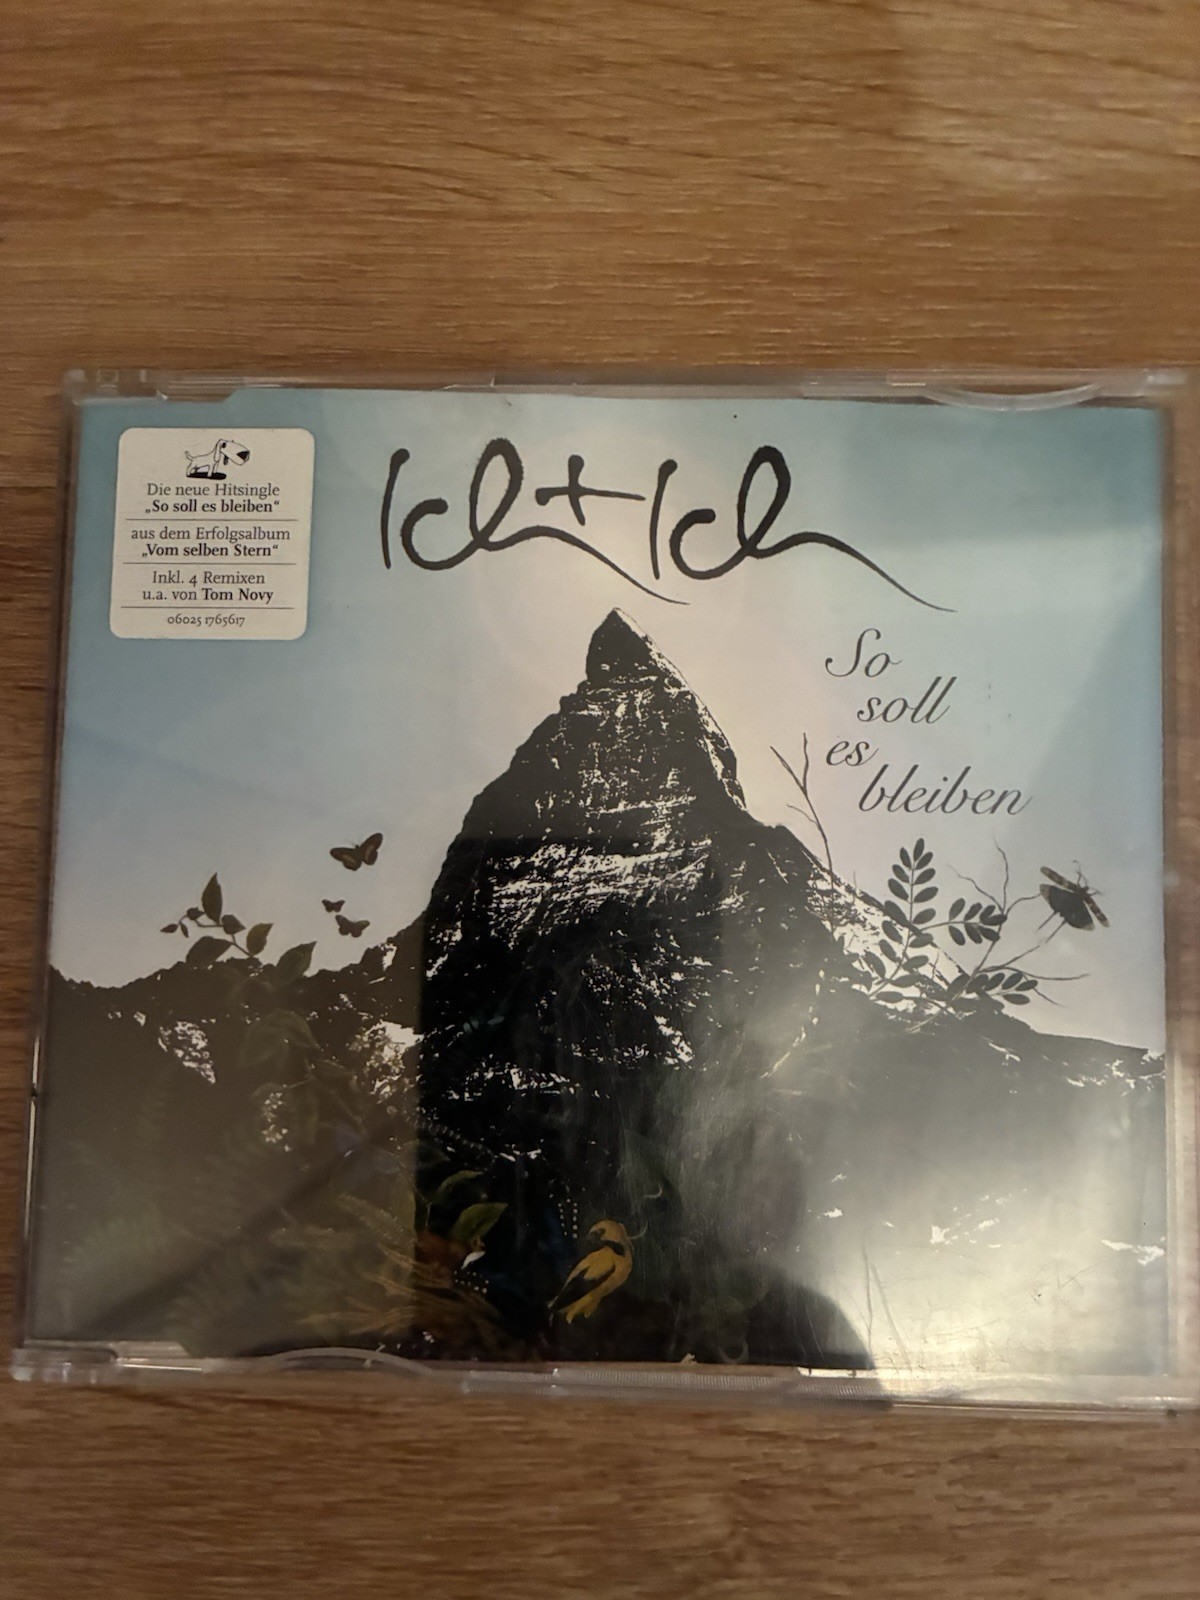 Die neue Hitsingle
„So soll es bleiben“
aus dem Erfolgsalbum
„Vom selben Stern“
Inkl. 4 Remixen
u.a. von Tom Novy
06025 1765617
Ich+Ich
So
soll
es
bleiben